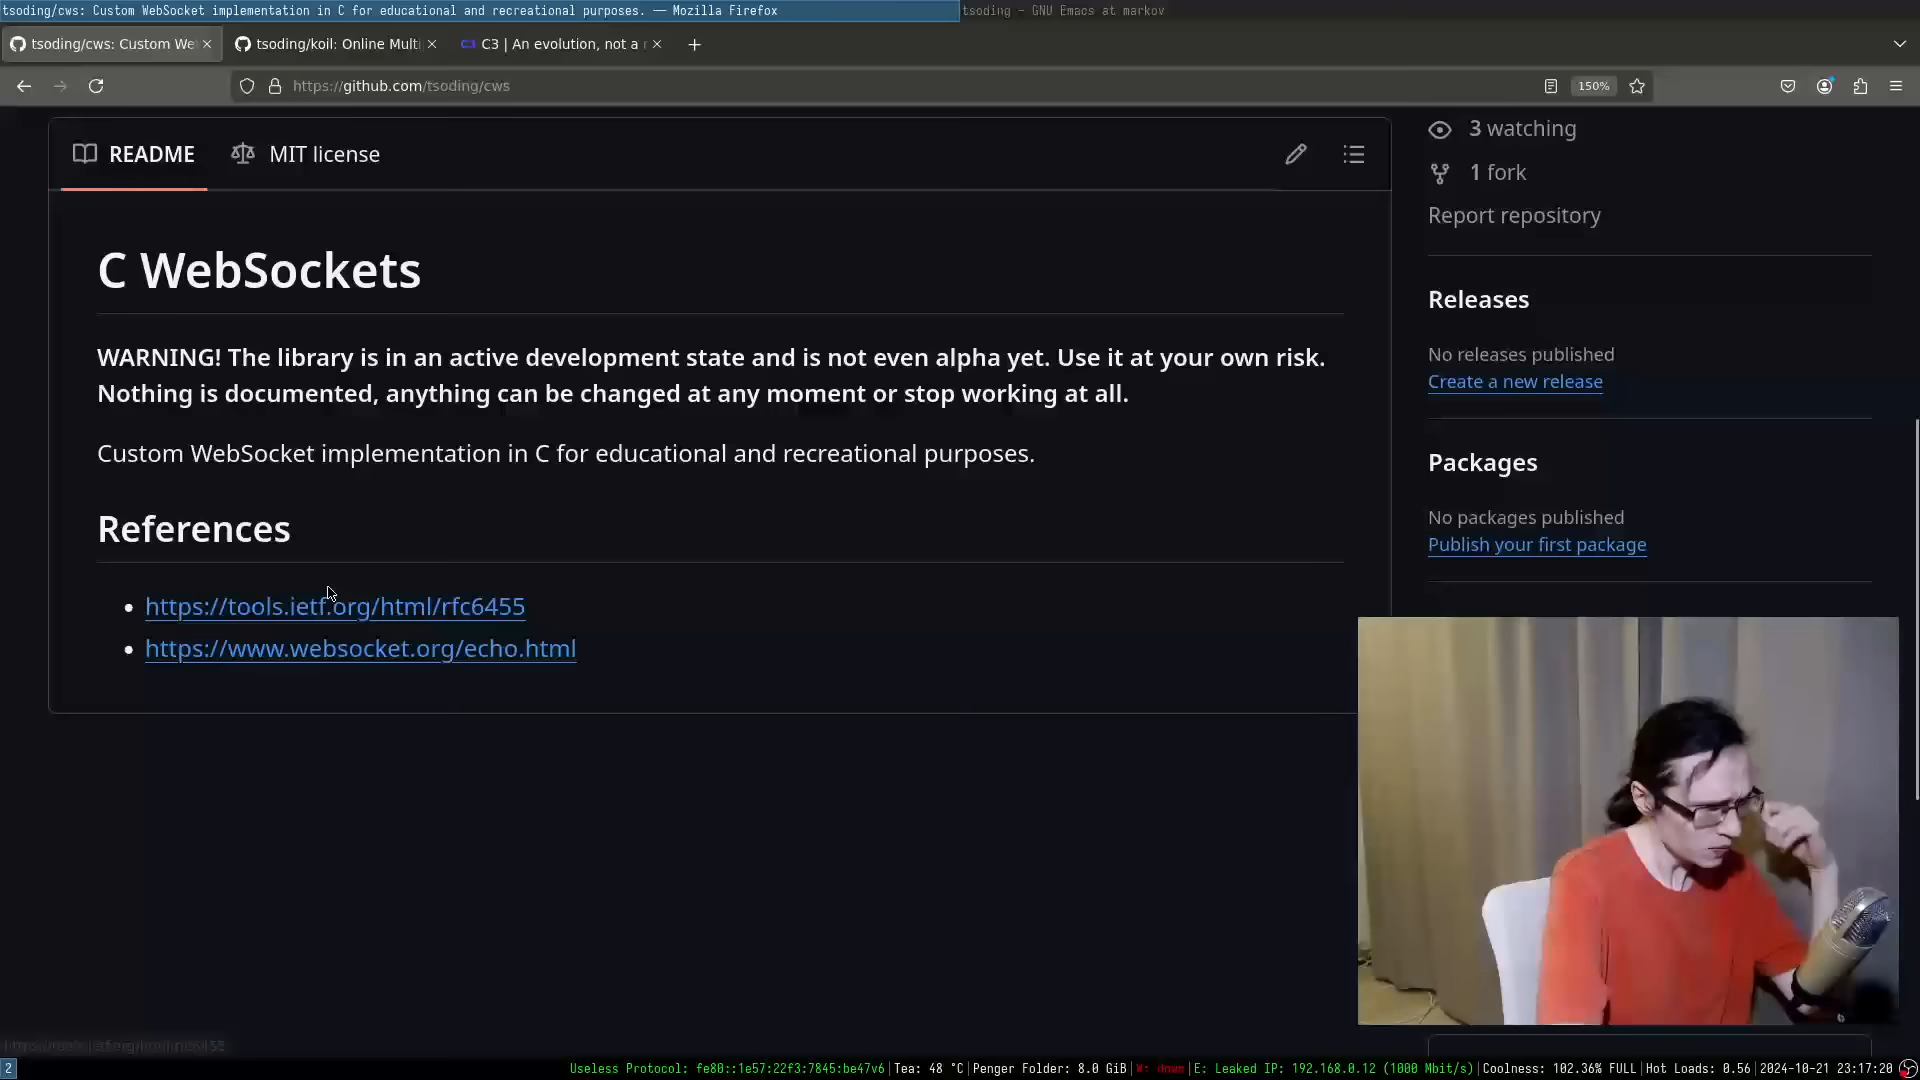 tsoding/cws: Custom WebSocket implementation in C for educational and recreational purposes. — Mozilla Firefox
tsoding - GNU Emacs at markov
tsoding/cws: Custom We
tsoding/koil: Online Multi
C3 | An evolution, not a
https://github.com/tsoding/cws
150%
README
MIT license
C WebSockets
WARNING! The library is in an active development state and is not even alpha yet. Use it at your own risk.
Nothing is documented, anything can be changed at any moment or stop working at all.
Custom WebSocket implementation in C for educational and recreational purposes.
References
https://tools.ietf.org/html/rfc6455
https://www.websocket.org/echo.html
3 watching
1 fork
Report repository
Releases
No releases published
Create a new release
Packages
No packages published
Publish your first package
2
Useless Protocol: fe80::1e57:22f3:7845:be47v6|Tea: 48 °C|Penger Folder: 8.0 GiB|W: down|E: Leaked IP: 192.168.0.12 (1000 Mbit/s)|Coolness: 102.36% FULL|Hot Loads: 0.56|2024-10-21 23:17:20